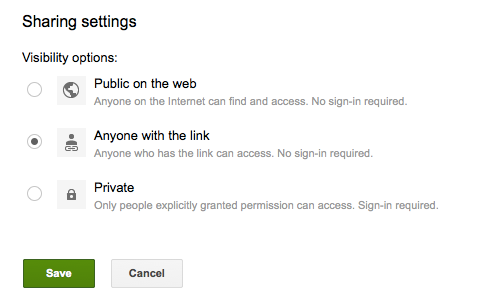 Sharing settings
Visibility options:
Public on the web
Anyone on the Internet can find and access. No sign-in required.
Anyone with the link
Anyone who has the link can access. No sign-in required.
Private
Only people explicitly granted permission can access. Sign-in required.
Save Cancel